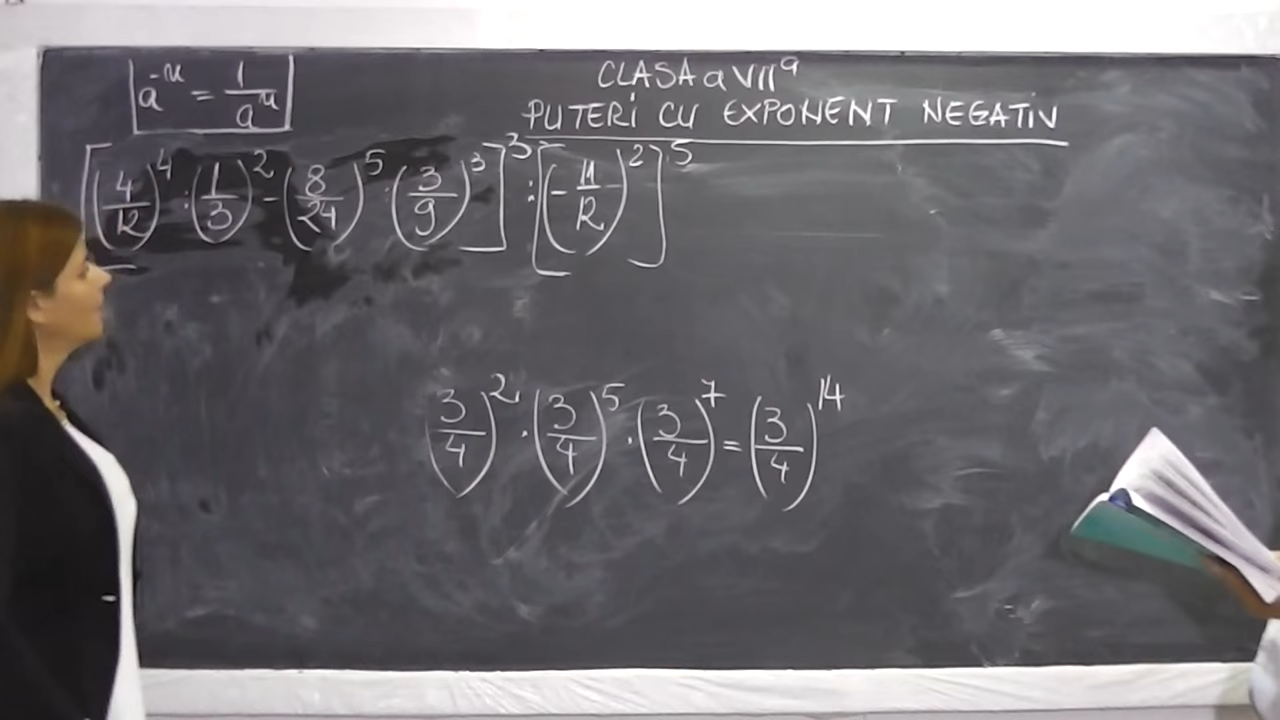 a⁻ⁿ = 1/aⁿ
CLASA a VII a
PUTERI CU EXPONENT NEGATIV
[(4/12)⁴ : (1/3)² - (8/24)⁵ : (3/9)³]³ : [(-11/12)²]⁵
(3/4)² · (3/4)⁵ · (3/4)⁷ = (3/4)¹⁴